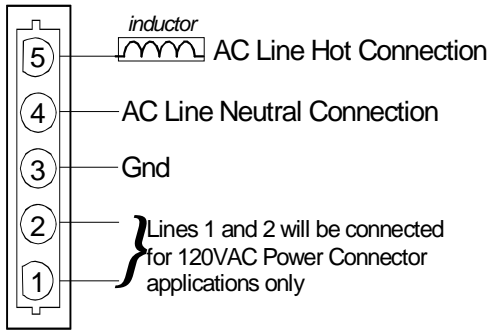 inductor
5 AC Line Hot Connection
4 AC Line Neutral Connection
3 Gnd
2
1
Lines 1 and 2 will be connected
for 120VAC Power Connector
applications only